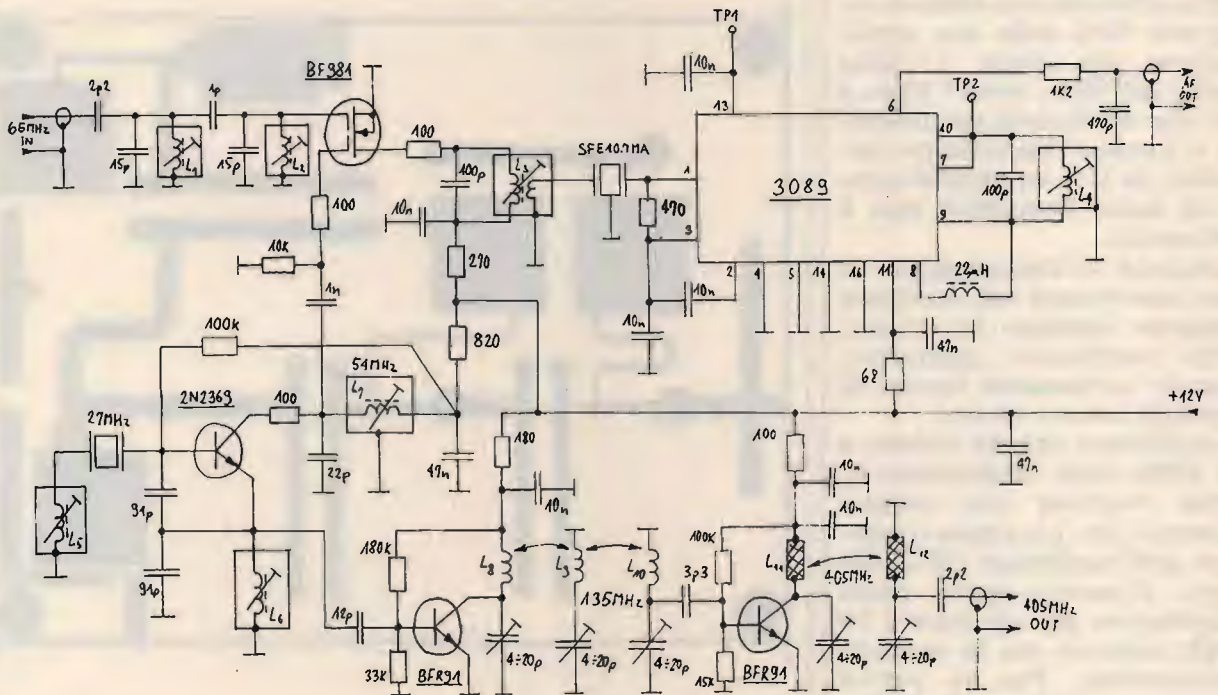 TP1
BF981
10n
2p2
1p
13
6
1K2
TP2
AF
OUT
66MHz
IN
15p
L1
15p
L2
100
100p
L3
SFE10.7MA
1
3089
10
7
100p
L4
470p
100
10n
470
3
9
10k
270
2
4
5
14
16
11
8
22µH
10n
1n
10n
47n
100k
820
68
54MHz
L7
2N2369
100
+12V
27MHz
180
100
22p
47n
10n
10n
47n
91p
180k
100k
10n
L5
L8
L9
L10
L11
L12
405MHz
2p2
135MHz
3p3
405MHz
OUT
91p
L6
12p
33k
BFR91
4÷20p
4÷20p
4÷20p
15k
BFR91
4÷20p
4÷20p